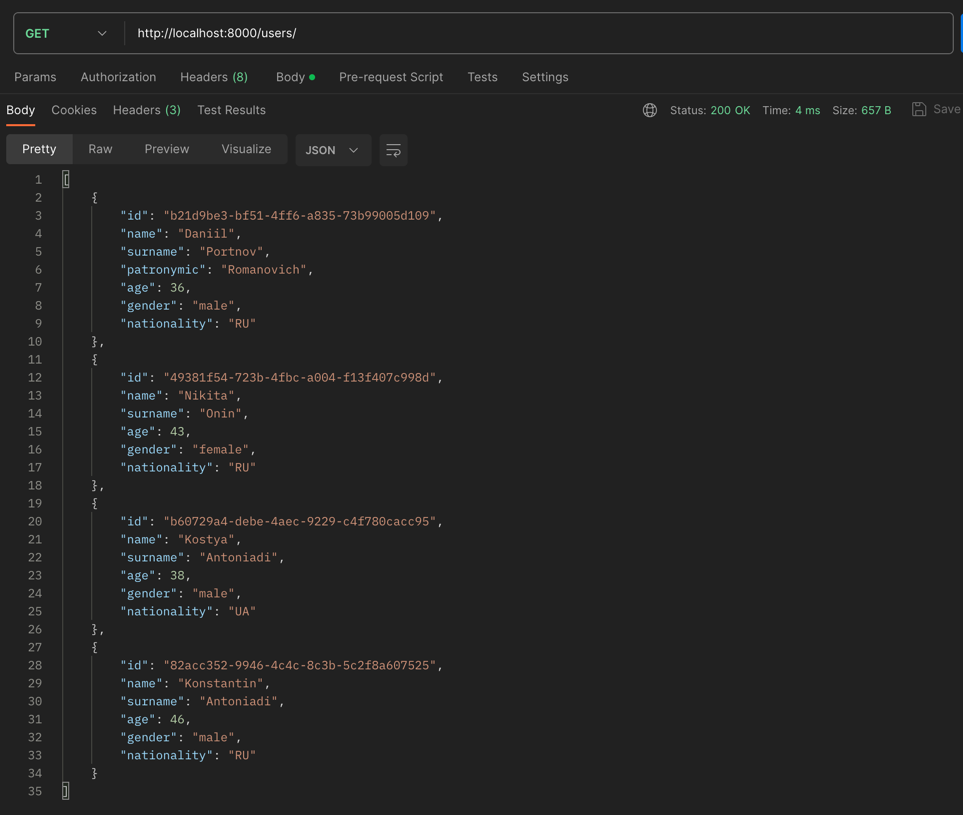 GET http://localhost:8000/users/
Params Authorization Headers (8) Body Pre-request Script Tests Settings
Body Cookies Headers (3) Test Results Status: 200 OK Time: 4 ms Size: 657 B Save
Pretty Raw Preview Visualize JSON
1 [
2 {
3 "id": "b21d9be3-bf51-4ff6-a835-73b99005d109",
4 "name": "Daniil",
5 "surname": "Portnov",
6 "patronymic": "Romanovich",
7 "age": 36,
8 "gender": "male",
9 "nationality": "RU"
10 },
11 {
12 "id": "49381f54-723b-4fbc-a004-f13f407c998d",
13 "name": "Nikita",
14 "surname": "Onin",
15 "age": 43,
16 "gender": "female",
17 "nationality": "RU"
18 },
19 {
20 "id": "b60729a4-debe-4aec-9229-c4f780cacc95",
21 "name": "Kostya",
22 "surname": "Antoniadi",
23 "age": 38,
24 "gender": "male",
25 "nationality": "UA"
26 },
27 {
28 "id": "82acc352-9946-4c4c-8c3b-5c2f8a607525",
29 "name": "Konstantin",
30 "surname": "Antoniadi",
31 "age": 46,
32 "gender": "male",
33 "nationality": "RU"
34 }
35 ]